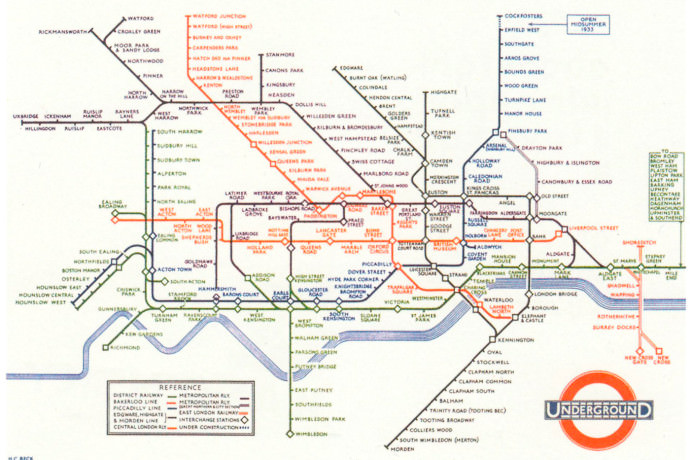 WATFORD
RICKMANSWORTH
CROXLEY GREEN
MOOR PARK
& SANDY LODGE
NORTHWOOD
PINNER
NORTH
HARROW
HARROW
ON THE HILL
WATFORD JUNCTION
WATFORD (HIGH STREET)
BUSHEY AND OXHEY
CARPENDERS PARK
HATCH END FOR PINNER
HEADSTONE LANE
HARROW & WEALDSTONE
KENTON
STANMORE
CANONS PARK
KINGSBURY
NEASDEN
DOLLIS HILL
WILLESDEN GREEN
KILBURN & BRONDESBURY
WEST HAMPSTEAD
FINCHLEY ROAD
SWISS COTTAGE
MARLBORO ROAD
ST. JOHNS WOOD
EDGWARE
BURNT OAK (WATLING)
COLINDALE
HENDON CENTRAL
BRENT
GOLDERS
GREEN
HAMPSTEAD
BELSIZE
PARK
CHALK
FARM
HIGHGATE
TUFNELL
PARK
KENTISH
TOWN
CAMDEN
TOWN
MORNINGTON
CRESCENT
EUSTON
COCKFOSTERS
ENFIELD WEST
SOUTHGATE
ARNOS GROVE
BOUNDS GREEN
WOOD GREEN
TURNPIKE LANE
MANOR HOUSE
FINSBURY PARK
OPEN
MIDSUMMER
1933
ARSENAL
(HIGHBURY HILL)
DRAYTON PARK
HOLLOWAY
ROAD
HIGHBURY & ISLINGTON
CALEDONIAN
ROAD
CANONBURY & ESSEX ROAD
KINGS CROSS
ST. PANCRAS
OLD STREET
TO
BOW ROAD
BROMLEY
WEST HAM
PLAISTOW
UPTON PARK
EAST HAM
BARKING
UPNEY
BECONTREE
HEATHWAY
DAGENHAM
HORNCHURCH
UPMINSTER
& SOUTHEND
UXBRIDGE
HILLINGDON
ICKENHAM
RUISLIP
RUISLIP
MANOR
EASTCOTE
RAYNERS
LANE
WEST
HARROW
NORTHWICK
PARK
PRESTON
ROAD
WEMBLEY
PARK
NORTH
WEMBLEY
WEMBLEY FOR SUDBURY
STONEBRIDGE PARK
HARLESDEN
WILLESDEN JUNCTION
KENSAL GREEN
QUEENS PARK
KILBURN PARK
MAIDA VALE
WARWICK AVENUE
SOUTH HARROW
SUDBURY HILL
SUDBURY TOWN
ALPERTON
PARK ROYAL
NORTH EALING
EALING
BROADWAY
WEST
ACTON
EAST
ACTON
NORTH
ACTON
WOOD
LANE
SHEPHERDS
BUSH
EALING
COMMON
LATIMER
ROAD
WESTBOURNE
PARK
ROYAL
OAK
LADBROKE
GROVE
BISHOPS ROAD
BAYSWATER
PADDINGTON
PRAED
STREET
BAKER
STREET
GREAT
PORTLAND
ST.
REGENTS
PARK
WARREN
STREET
GOODGE
STREET
EUSTON
SQUARE
RUSSELL
SQUARE
FARRINGDON
ALDERSGATE
MOORGATE
LIVERPOOL STREET
UXBRIDGE
ROAD
HOLLAND
PARK
NOTTING
HILL GATE
QUEENS
ROAD
LANCASTER
GATE
MARBLE
ARCH
BOND
STREET
OXFORD
CIRCUS
TOTTENHAM
COURT ROAD
BRITISH
MUSEUM
HOLBORN
CHANCERY
LANE
POST
OFFICE
BANK
ALDWYCH
COVENT
GARDEN
MANSION
HOUSE
BLACKFRIARS
CANNON
STREET
MARK
LANE
ALDGATE
ALDGATE
EAST
ST MARYS
STEPNEY
GREEN
MILE
END
SHOREDITCH
SHADWELL
WAPPING
ROTHERHITHE
SURREY DOCKS
NEW CROSS
GATE
NEW
CROSS
SOUTH EALING
NORTHFIELDS
BOSTON MANOR
OSTERLEY
HOUNSLOW EAST
HOUNSLOW CENTRAL
HOUNSLOW WEST
ACTON TOWN
SOUTH ACTON
CHISWICK
PARK
GUNNERSBURY
KEW GARDENS
RICHMOND
TURNHAM
GREEN
STAMFORD
BROOK
RAVENSCOURT
PARK
GOLDHAWK
ROAD
HAMMERSMITH
BARONS COURT
WEST
KENSINGTON
ADDISON
ROAD
EARLS
COURT
HIGH STREET
KENSINGTON
GLOUCESTER
ROAD
SOUTH
KENSINGTON
BROMPTON
ROAD
KNIGHTSBRIDGE
HYDE PARK CORNER
DOVER STREET
PICCADILLY
SLOANE
SQUARE
VICTORIA
ST. JAMES
PARK
WESTMINSTER
TRAFALGAR
SQUARE
LEICESTER
SQUARE
STRAND
CHARING
CROSS
TEMPLE
WATERLOO
LAMBETH
NORTH
ELEPHANT
& CASTLE
LONDON BRIDGE
BOROUGH
KENNINGTON
OVAL
STOCKWELL
CLAPHAM NORTH
CLAPHAM COMMON
CLAPHAM SOUTH
BALHAM
TRINITY ROAD (TOOTING BEC)
TOOTING BROADWAY
COLLIERS WOOD
SOUTH WIMBLEDON (MERTON)
MORDEN
WEST
BROMPTON
WALHAM GREEN
PARSONS GREEN
PUTNEY BRIDGE
EAST PUTNEY
SOUTHFIELDS
WIMBLEDON PARK
WIMBLEDON
REFERENCE
DISTRICT RAILWAY
BAKERLOO LINE
PICCADILLY LINE
EDGWARE, HIGHGATE
& MORDEN LINE
CENTRAL LONDON RLY.
METROPOLITAN RLY.
METROPOLITAN RLY.
GREAT NORTHERN & CITY SECTION
EAST LONDON RAILWAY
INTERCHANGE STATIONS
UNDER CONSTRUCTION
UNDERGROUND
H.C. BECK